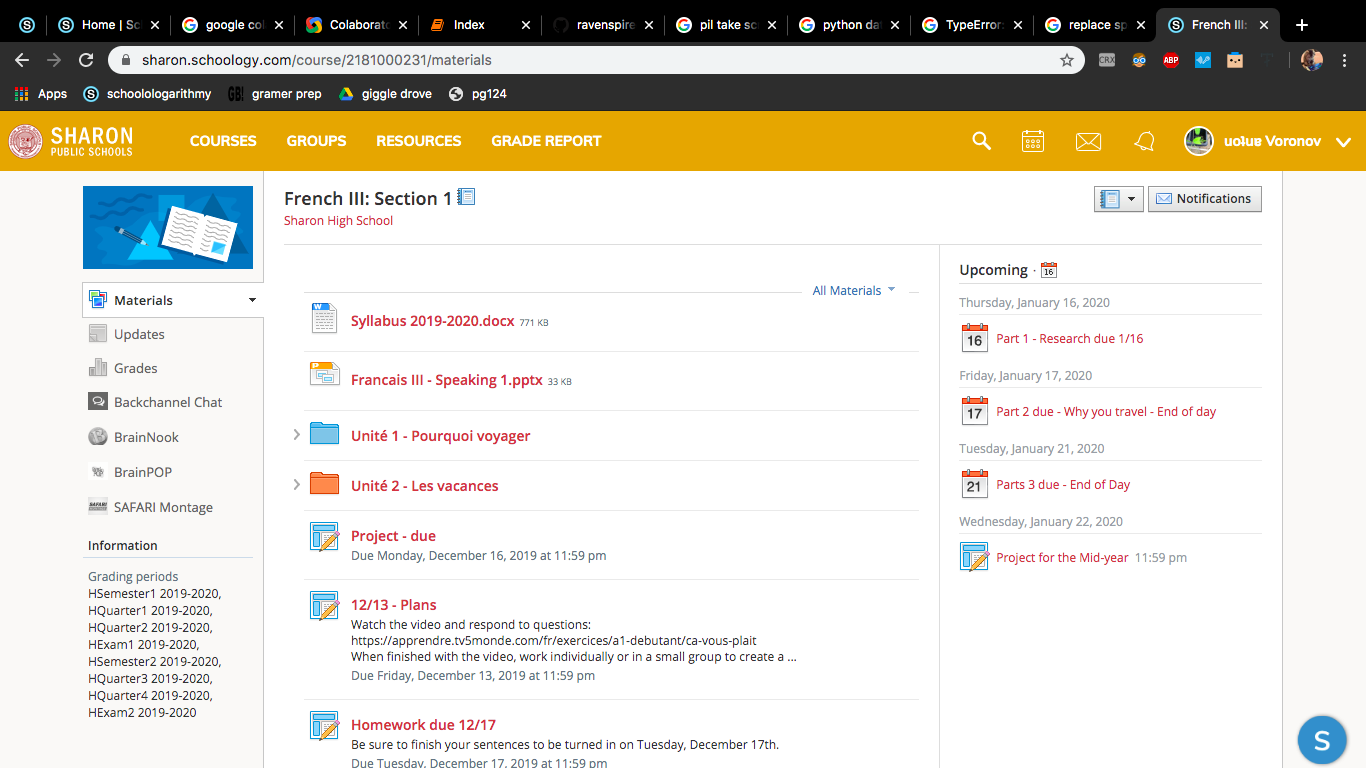 Home | Sc
google col
Colaborato
Index
ravenspire
pil take sc
python dat
TypeError:
replace sp
French III:
sharon.schoology.com/course/2181000231/materials
CRX
ABP
Apps
schoolologarithmy
GB!
gramer prep
giggle drove
pg124
SHARON
PUBLIC SCHOOLS
COURSES
GROUPS
RESOURCES
GRADE REPORT
Voronov
French III: Section 1
Sharon High School
Notifications
Materials
Updates
Grades
Backchannel Chat
BrainNook
BrainPOP
SAFARI Montage
Information
Grading periods
HSemester1 2019-2020,
HQuarter1 2019-2020,
HQuarter2 2019-2020,
HExam1 2019-2020,
HSemester2 2019-2020,
HQuarter3 2019-2020,
HQuarter4 2019-2020,
HExam2 2019-2020
All Materials
Syllabus 2019-2020.docx 771 KB
Francais III - Speaking 1.pptx 33 KB
Unité 1 - Pourquoi voyager
Unité 2 - Les vacances
Project - due
Due Monday, December 16, 2019 at 11:59 pm
12/13 - Plans
Watch the video and respond to questions:
https://apprendre.tv5monde.com/fr/exercices/a1-debutant/ca-vous-plait
When finished with the video, work individually or in a small group to create a ...
Due Friday, December 13, 2019 at 11:59 pm
Homework due 12/17
Be sure to finish your sentences to be turned in on Tuesday, December 17th.
Due Tuesday, December 17, 2019 at 11:59 pm
Upcoming · 16
Thursday, January 16, 2020
16 Part 1 - Research due 1/16
Friday, January 17, 2020
17 Part 2 due - Why you travel - End of day
Tuesday, January 21, 2020
21 Parts 3 due - End of Day
Wednesday, January 22, 2020
Project for the Mid-year 11:59 pm
S